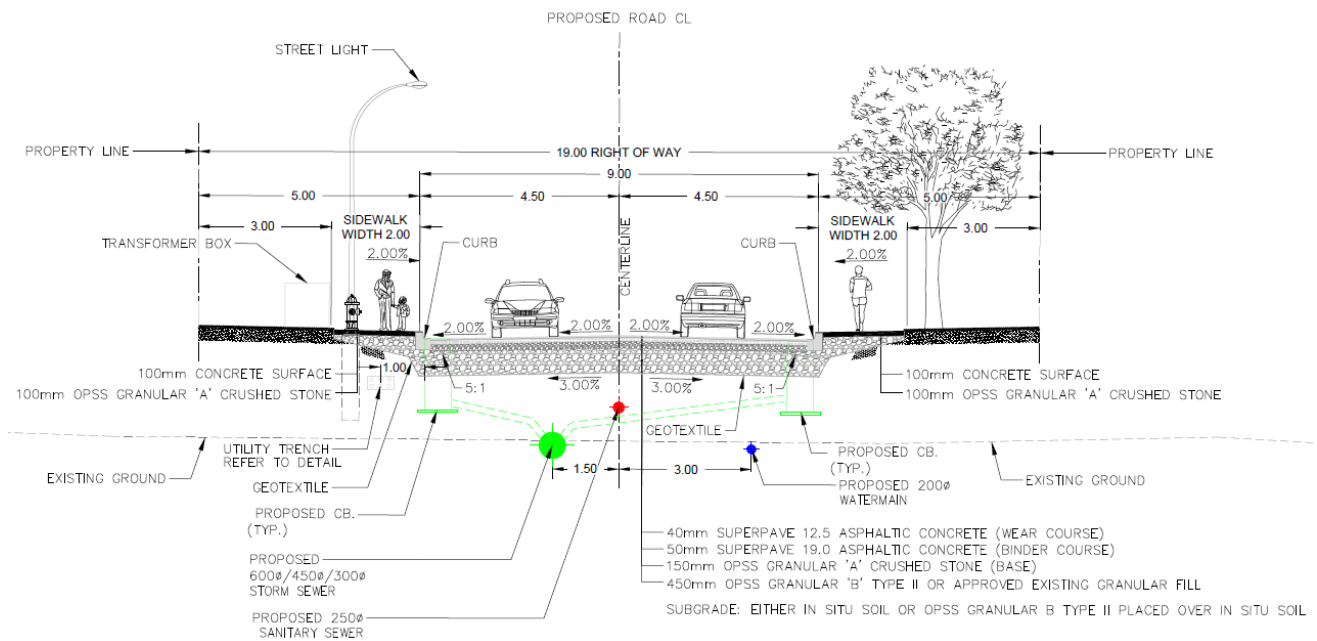 PROPOSED ROAD CL
STREET LIGHT
PROPERTY LINE
19.00 RIGHT OF WAY
PROPERTY LINE
9.00
5.00
4.50
4.50
5.00
3.00
SIDEWALK
WIDTH 2.00
SIDEWALK
WIDTH 2.00
3.00
TRANSFORMER BOX
2.00%
CURB
CENTERLINE
CURB
2.00%
2.00%
2.00%
2.00%
2.00%
1.00
5:1
3.00%
3.00%
5:1
100mm CONCRETE SURFACE
100mm OPSS GRANULAR 'A' CRUSHED STONE
100mm CONCRETE SURFACE
100mm OPSS GRANULAR 'A' CRUSHED STONE
GEOTEXTILE
UTILITY TRENCH
REFER TO DETAIL
EXISTING GROUND
GEOTEXTILE
PROPOSED CB.
(TYP.)
1.50
3.00
PROPOSED CB.
(TYP.)
PROPOSED 200ø
WATERMAIN
EXISTING GROUND
PROPOSED
600ø/450ø/300ø
STORM SEWER
PROPOSED 250ø
SANITARY SEWER
40mm SUPERPAVE 12.5 ASPHALTIC CONCRETE (WEAR COURSE)
50mm SUPERPAVE 19.0 ASPHALTIC CONCRETE (BINDER COURSE)
150mm OPSS GRANULAR 'A' CRUSHED STONE (BASE)
450mm OPSS GRANULAR 'B' TYPE II OR APPROVED EXISTING GRANULAR FILL
SUBGRADE: EITHER IN SITU SOIL OR OPSS GRANULAR B TYPE II PLACED OVER IN SITU SOIL